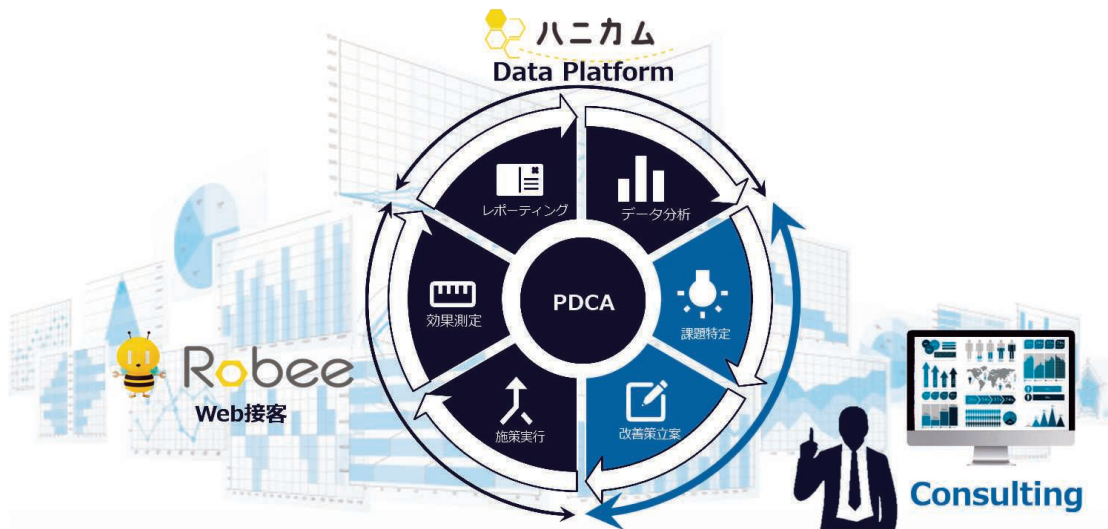 ハニカム
Data Platform
レポーティング
データ分析
効果測定
PDCA
課題特定
施策実行
改善策立案
Robee
Web接客
Consulting